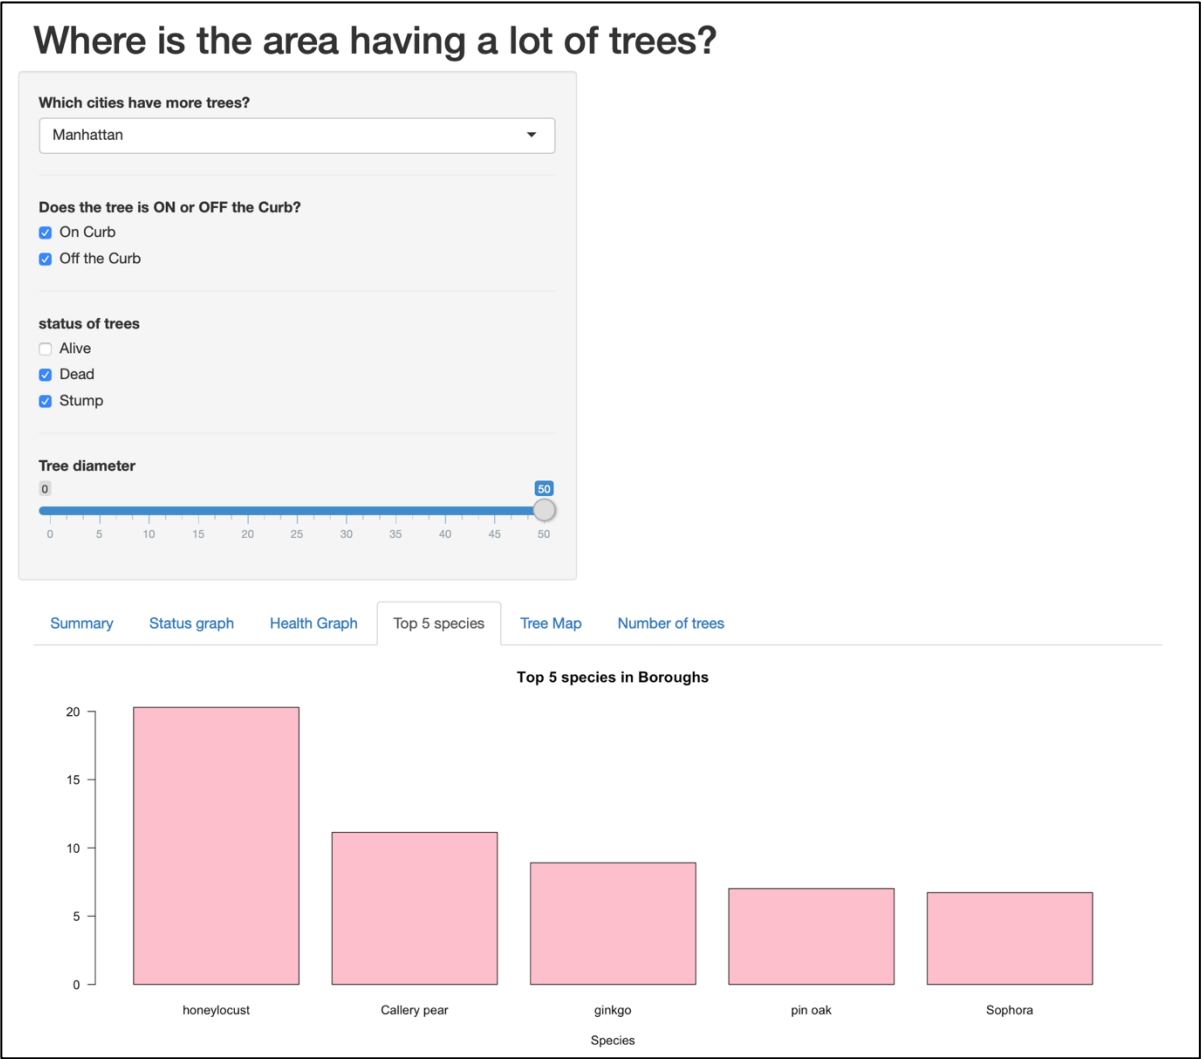 Where is the area having a lot of trees?
Which cities have more trees?
Manhattan
Does the tree is ON or OFF the Curb?
On Curb
Off the Curb
status of trees
Alive
Dead
Stump
Tree diameter
0 50
0 5 10 15 20 25 30 35 40 45 50
Summary Status graph Health Graph Top 5 species Tree Map Number of trees
Top 5 species in Boroughs
20
15
10
5
0
honeylocust Callery pear ginkgo pin oak Sophora
Species